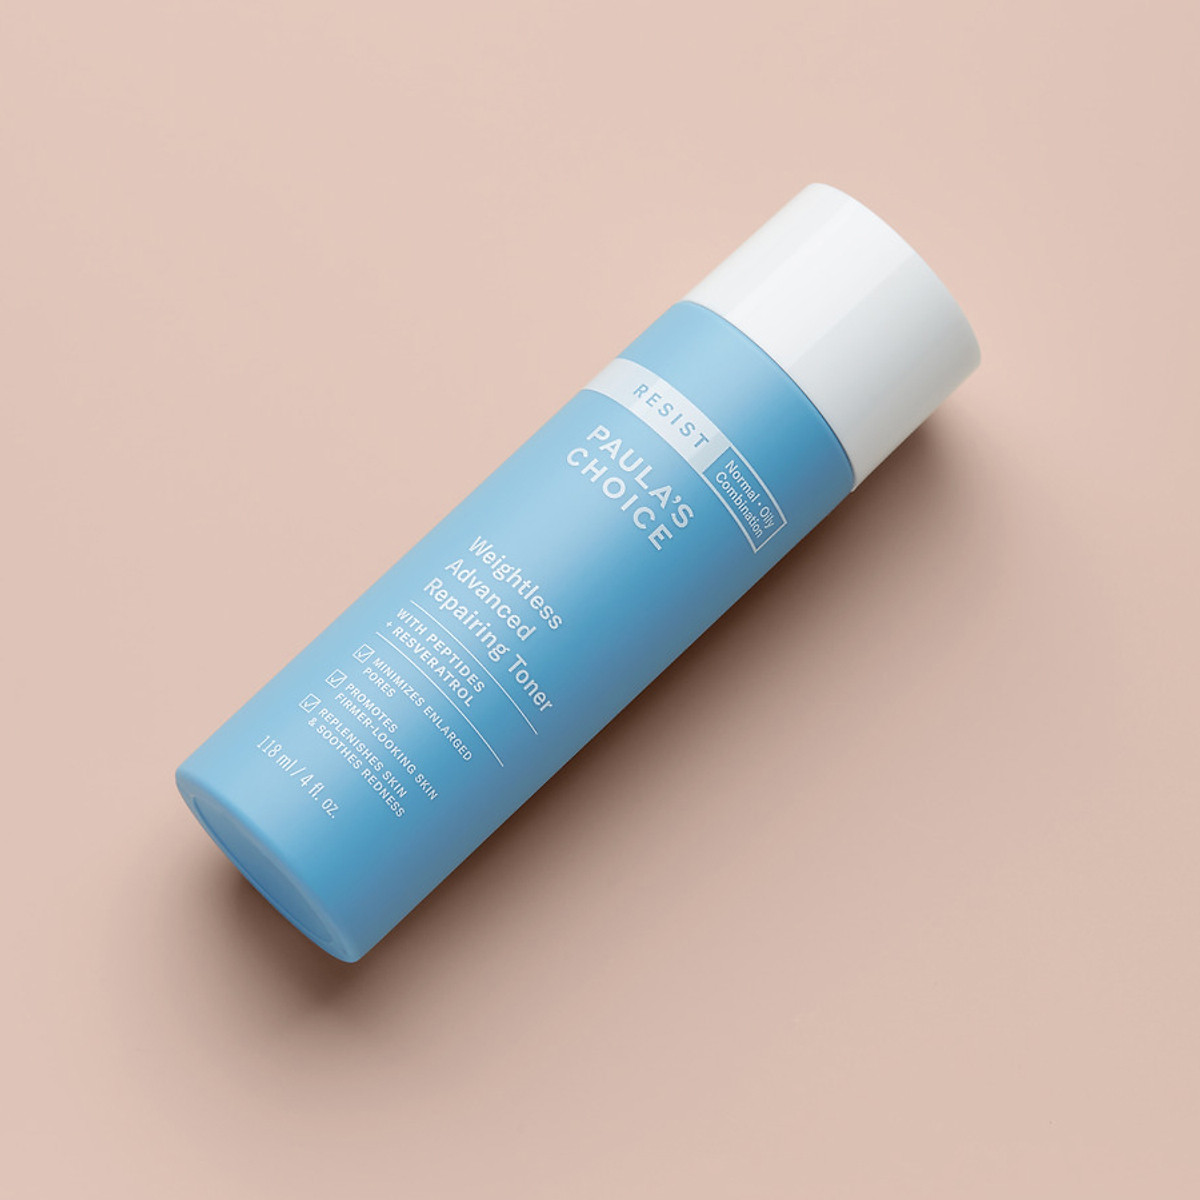 RESIST
Normal • Oily
Combination
PAULA'S
CHOICE
Weightless
Advanced
Repairing Toner
WITH PEPTIDES
+ RESVERATROL
MINIMIZES ENLARGED
PORES
PROMOTES
FIRMER-LOOKING SKIN
REPLENISHES SKIN
& SOOTHES REDNESS
118 ml / 4 fl. oz.